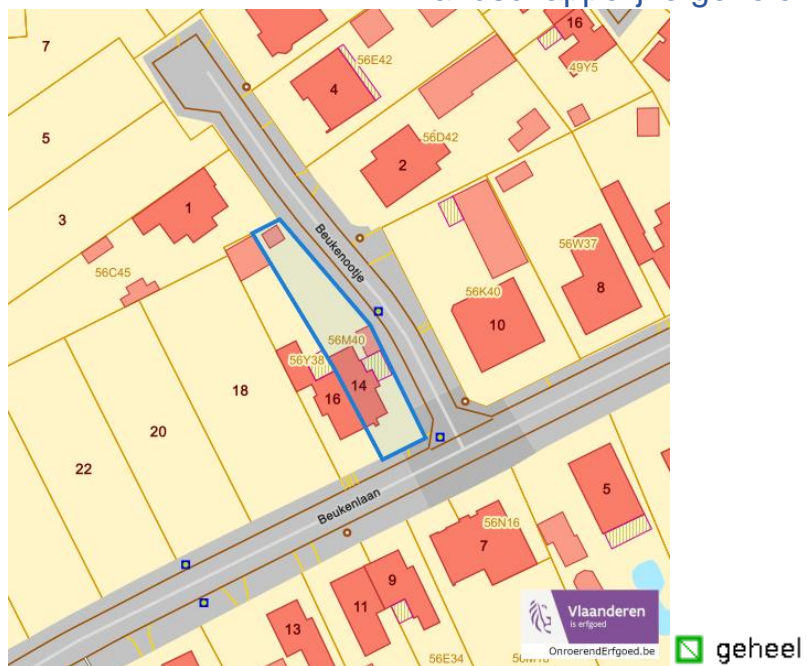 7
16
56E42
49Y5
4
5
2
56D42
1
3
Beukenootje
56W37
56C45
56K40
8
10
56M40
56Y38
14
18
16
20
22
5
Beukenlaan
56N16
7
9
11
Vlaanderen
is erfgoed
13
OnroerendErfgoed.be
geheel
56E34